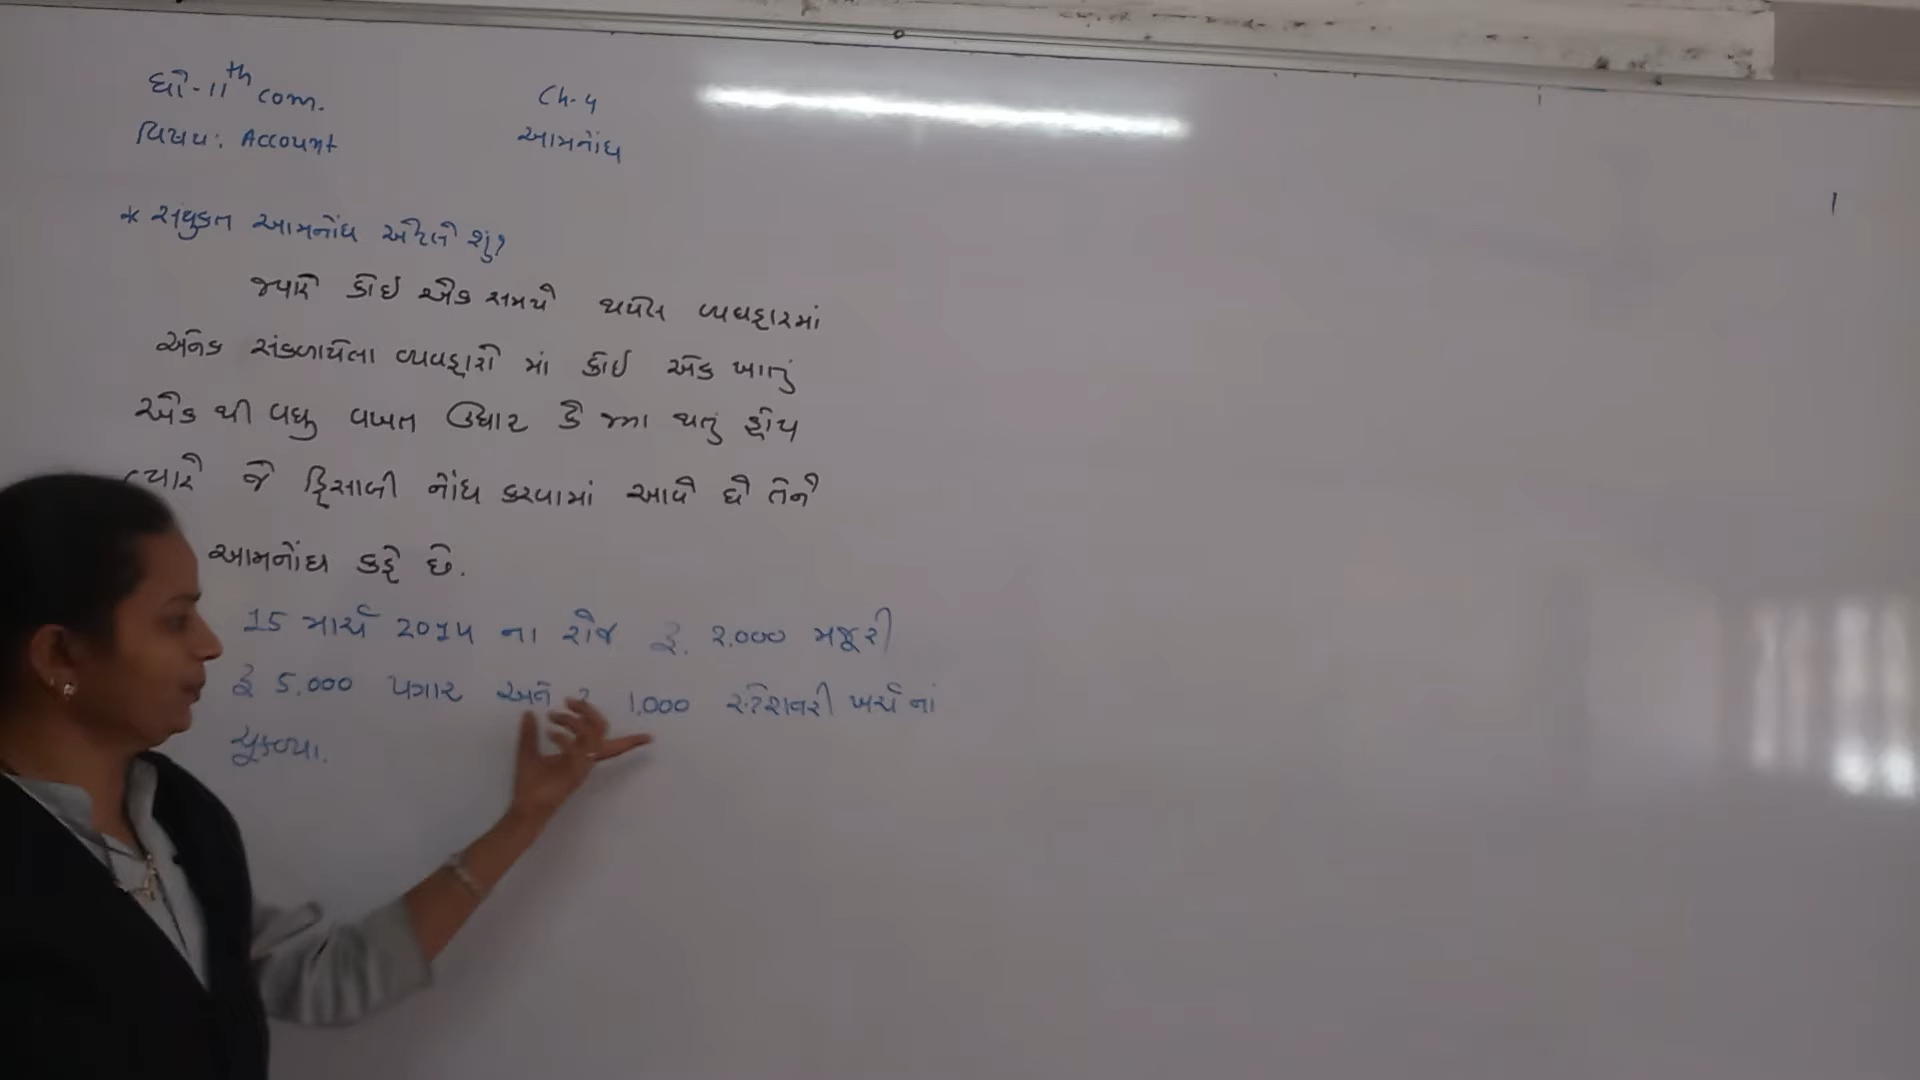 ધો-11th com.
Ch-4
વિષય: Account
આમનોંધ
* સંયુકત આમનોંધ એટલે શું?
જ્યારે કોઈ એક સમયે થયેલ વ્યવહારમાં
અનેક સંકળાયેલા વ્યવહારો માં કોઈ એક ખાતું
એક થી વધુ વખત ઉધાર કે જમા થતું હોય
ત્યારે જે હિસાબી નોંધ કરવામાં આવે છે તેને
આમનોંધ કહે છે.
15 માર્ચ 2014 ના રોજ રૂ. 2.000 મજૂરી
રૂ 5.000 પગાર અને રૂ 1.000 સ્ટેશનરી ખર્ચ નાં
ચૂકવ્યા.